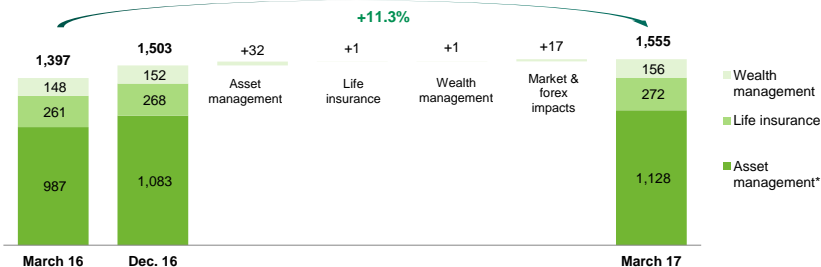 +11.3%
1,397
1,503
+32
+1
+1
+17
1,555
148
152
Asset
management
Life
insurance
Wealth
management
Market &
forex
impacts
156
Wealth
management
261
268
272
Life insurance
987
1,083
1,128
Asset
management*
March 16
Dec. 16
March 17